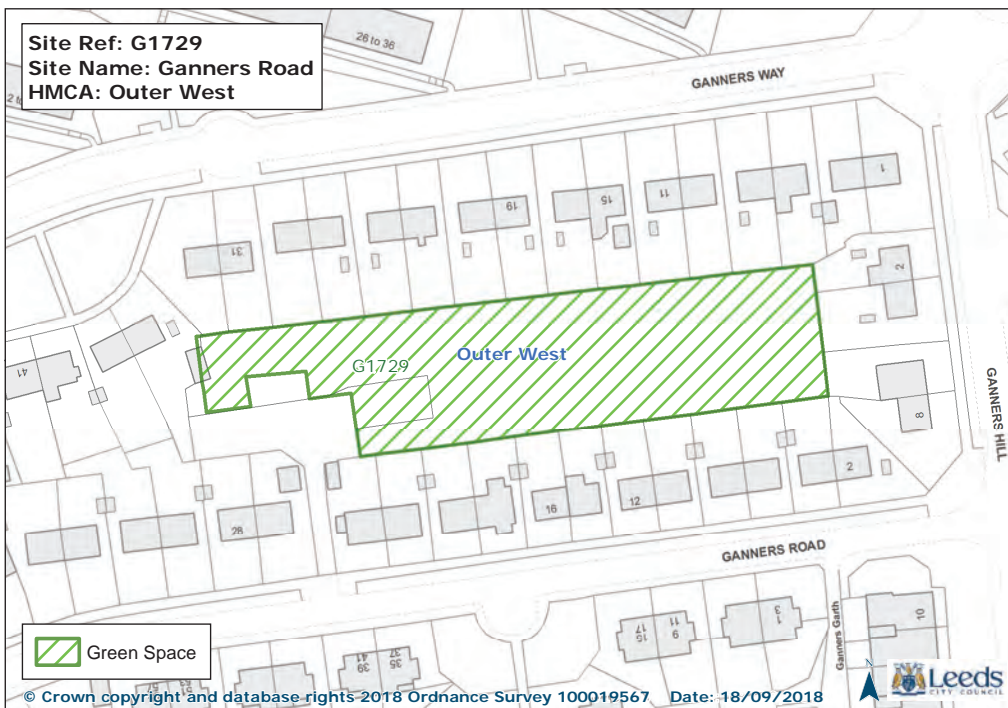 Site Ref: G1729
Site Name: Ganners Road
HMCA: Outer West
26 to 36
GANNERS WAY
1
11
15
19
31
2
Outer West
G1729
41
GANNERS HILL
8
2
12
16
28
GANNERS ROAD
Ganners Garth
10
1
3
9
11
17
35
37
39
41
Green Space
© Crown copyright and database rights 2018 Ordnance Survey 100019567 Date: 18/09/2018
N
Leeds
CITY COUNCIL